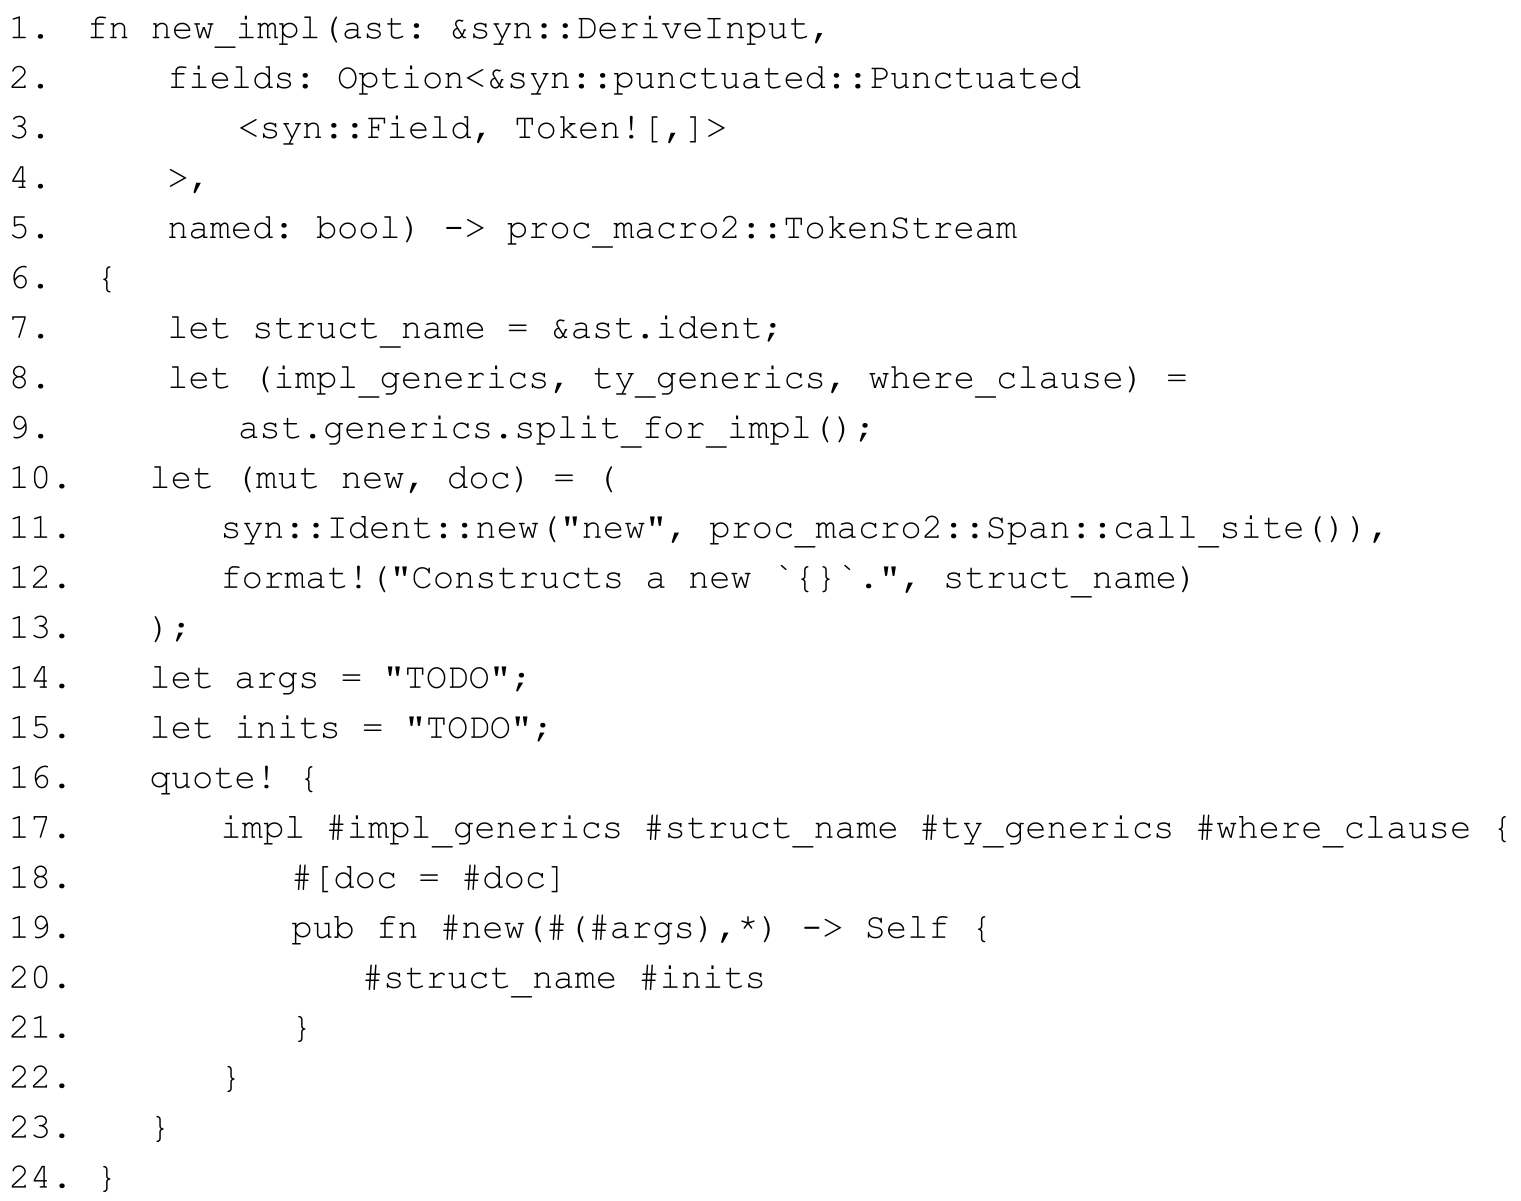 1.  fn new_impl(ast: &syn::DeriveInput,
2.      fields: Option<&syn::punctuated::Punctuated
3.          <syn::Field, Token![,]>
4.      >,
5.      named: bool) -> proc_macro2::TokenStream
6.  {
7.      let struct_name = &ast.ident;
8.      let (impl_generics, ty_generics, where_clause) =
9.          ast.generics.split_for_impl();
10.    let (mut new, doc) = (
11.        syn::Ident::new("new", proc_macro2::Span::call_site()),
12.        format!("Constructs a new `{}`.", struct_name)
13.    );
14.    let args = "TODO";
15.    let inits = "TODO";
16.    quote! {
17.        impl #impl_generics #struct_name #ty_generics #where_clause {
18.            #[doc = #doc]
19.            pub fn #new(#(#args),*) -> Self {
20.                #struct_name #inits
21.            }
22.        }
23.    }
24. }